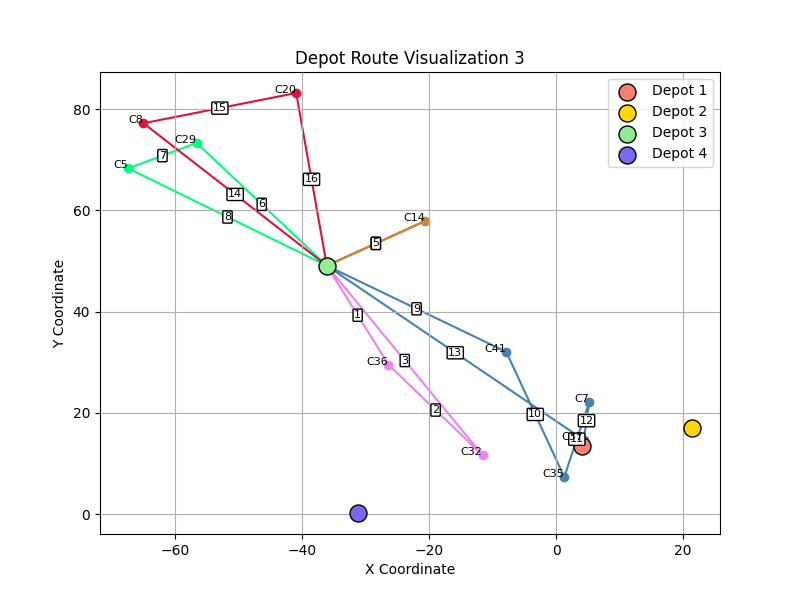 Depot Route Visualization 3
Depot 1
Depot 2
Depot 3
Depot 4
Y Coordinate
80
60
40
20
0
−60
−40
−20
0
20
X Coordinate
C20
15
C8
C29
7
C5
16
14
6
8
C14
5
1
9
C41
13
3
C36
2
C32
10
C7
12
11
C35